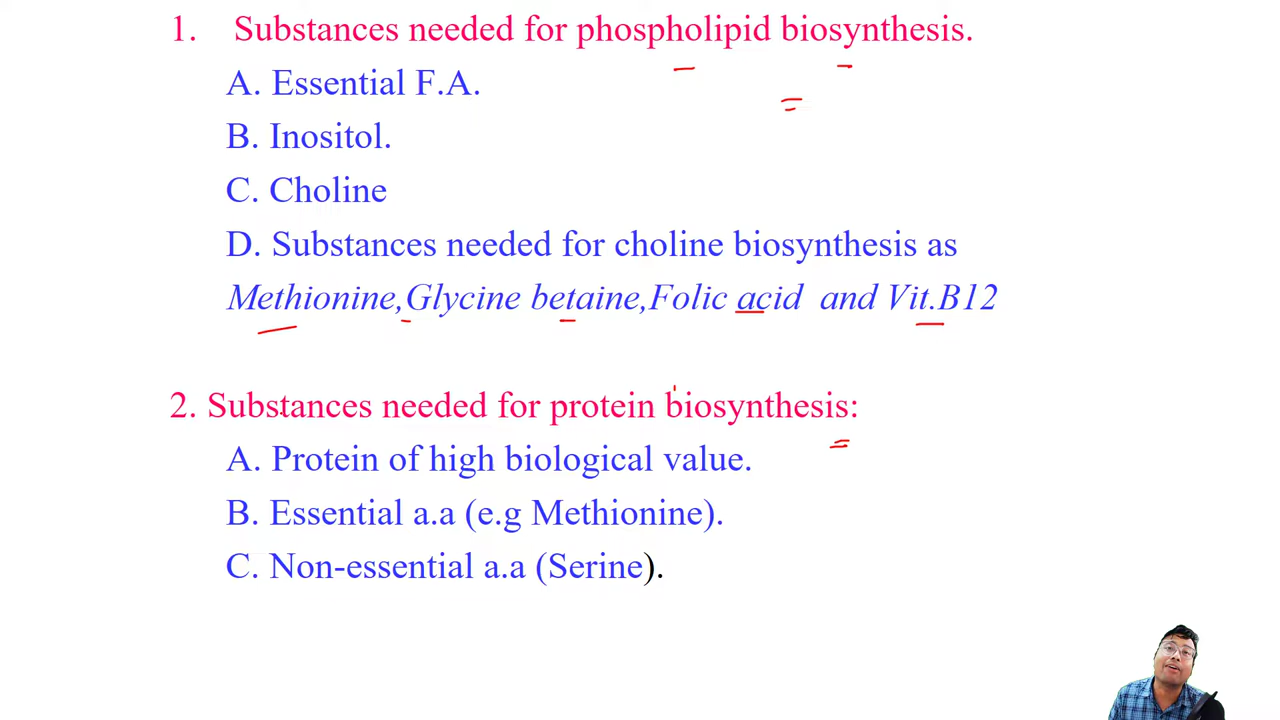 1. Substances needed for phospholipid biosynthesis.
A. Essential F.A.
B. Inositol.
C. Choline
D. Substances needed for choline biosynthesis as
Methionine,Glycine betaine,Folic acid and Vit.B12
2. Substances needed for protein biosynthesis:
A. Protein of high biological value.
B. Essential a.a (e.g Methionine).
C. Non-essential a.a (Serine).